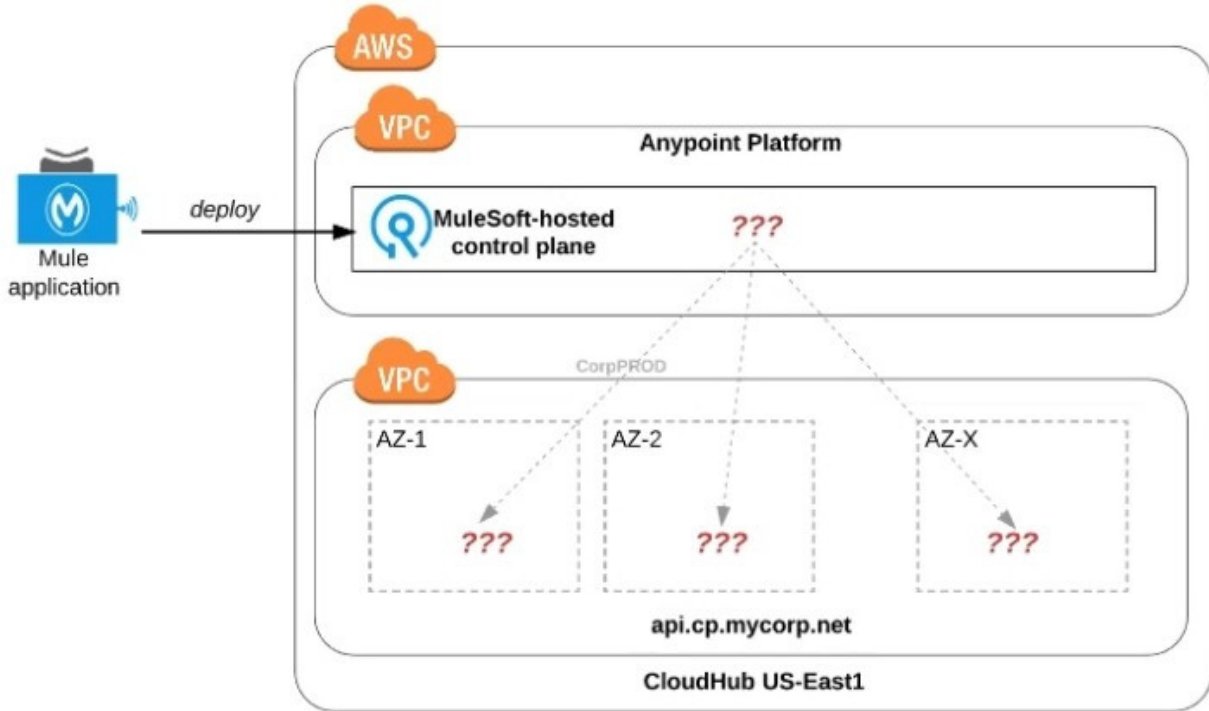 AWS
VPC
Anypoint Platform
deploy
MuleSoft-hosted
control plane
???
Mule
application
VPC
CorpPROD
AZ-1
AZ-2
AZ-X
???
???
???
api.cp.mycorp.net
CloudHub US-East1